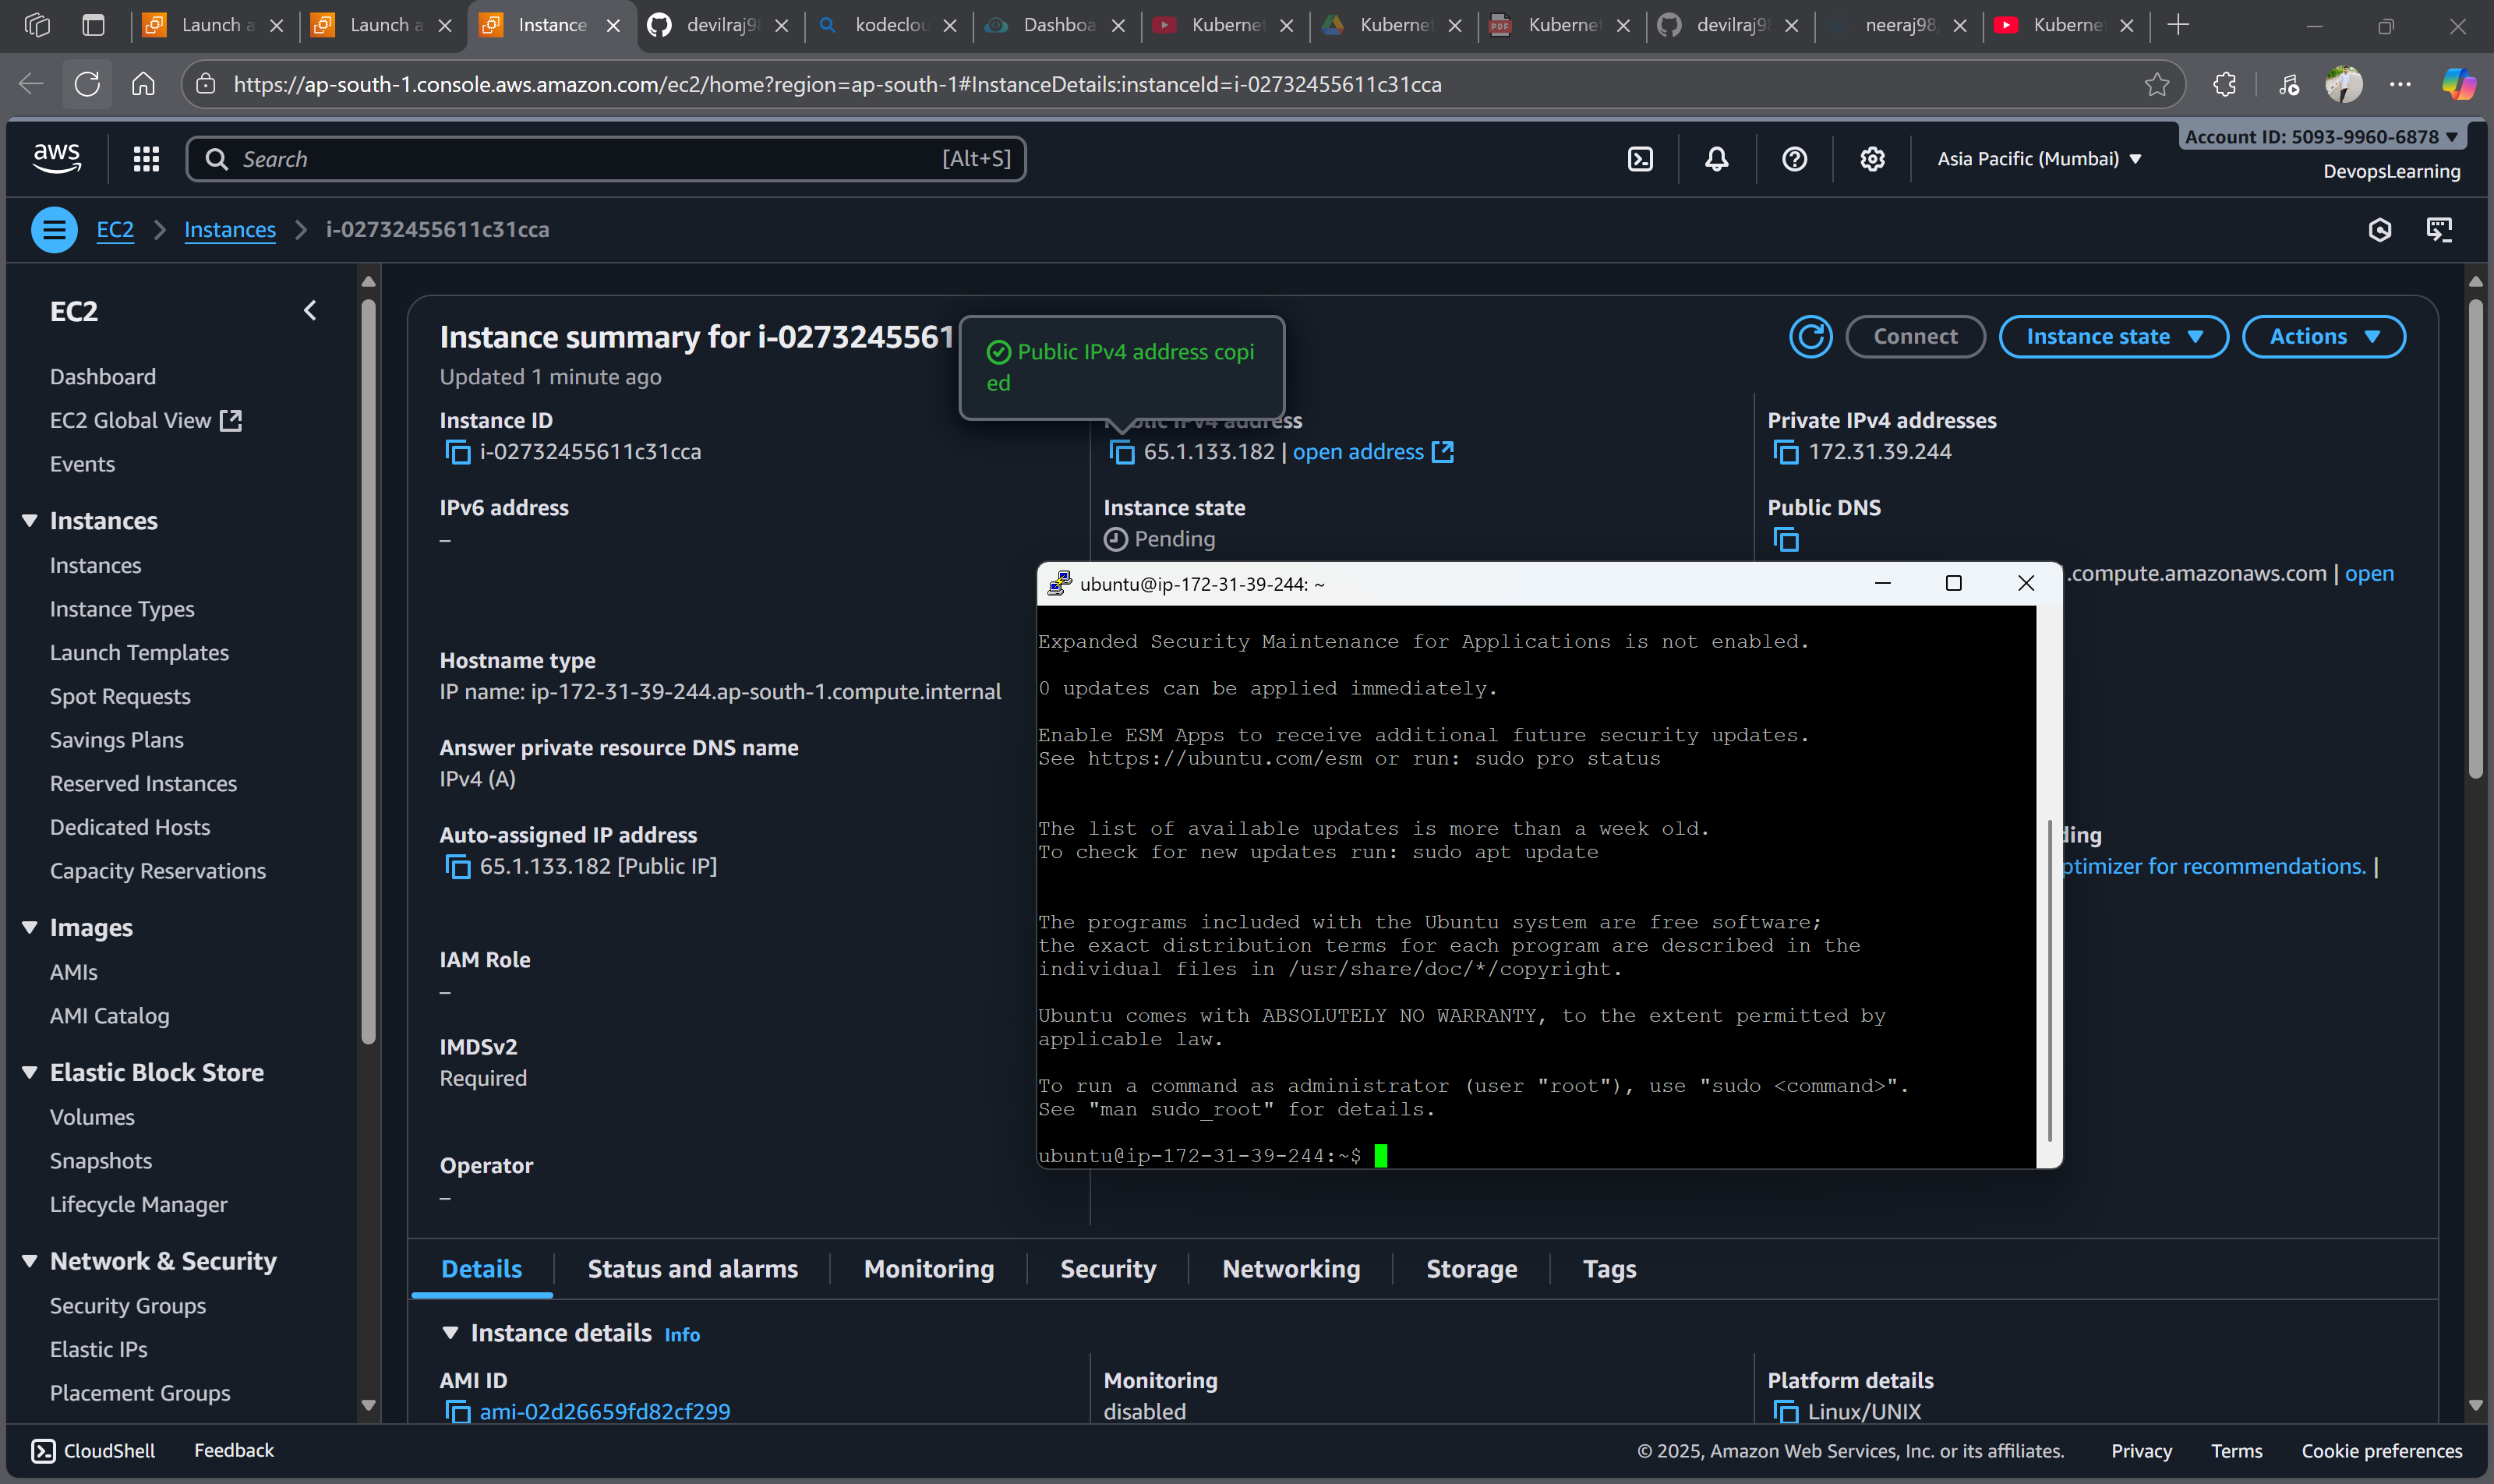 Launch a
Launch a
Instance
devilraj9
kodeclou
Dashboa
Kubernet
Kubernet
Kubernet
devilraj9
neeraj98
Kubernet
https://ap-south-1.console.aws.amazon.com/ec2/home?region=ap-south-1#InstanceDetails:instanceId=i-02732455611c31cca
aws
Search
[Alt+S]
Asia Pacific (Mumbai)
Account ID: 5093-9960-6878
DevopsLearning
EC2
Instances
i-02732455611c31cca
EC2
Dashboard
EC2 Global View
Events
Instances
Instances
Instance Types
Launch Templates
Spot Requests
Savings Plans
Reserved Instances
Dedicated Hosts
Capacity Reservations
Images
AMIs
AMI Catalog
Elastic Block Store
Volumes
Snapshots
Lifecycle Manager
Network & Security
Security Groups
Elastic IPs
Placement Groups
Instance summary for i-0273245561
Updated 1 minute ago
Public IPv4 address copi
ed
Connect
Instance state
Actions
Instance ID
i-02732455611c31cca
Public IPv4 address
65.1.133.182 | open address
Private IPv4 addresses
172.31.39.244
IPv6 address
–
Instance state
Pending
Public DNS
.compute.amazonaws.com | open
Hostname type
IP name: ip-172-31-39-244.ap-south-1.compute.internal
Answer private resource DNS name
IPv4 (A)
Auto-assigned IP address
65.1.133.182 [Public IP]
ding
ptimizer for recommendations. |
IAM Role
–
IMDSv2
Required
Operator
–
ubuntu@ip-172-31-39-244: ~
Expanded Security Maintenance for Applications is not enabled.
0 updates can be applied immediately.
Enable ESM Apps to receive additional future security updates.
See https://ubuntu.com/esm or run: sudo pro status
The list of available updates is more than a week old.
To check for new updates run: sudo apt update
The programs included with the Ubuntu system are free software;
the exact distribution terms for each program are described in the
individual files in /usr/share/doc/*/copyright.
Ubuntu comes with ABSOLUTELY NO WARRANTY, to the extent permitted by
applicable law.
To run a command as administrator (user "root"), use "sudo <command>".
See "man sudo_root" for details.
ubuntu@ip-172-31-39-244:~$
Details
Status and alarms
Monitoring
Security
Networking
Storage
Tags
Instance details Info
AMI ID
ami-02d26659fd82cf299
Monitoring
disabled
Platform details
Linux/UNIX
CloudShell
Feedback
© 2025, Amazon Web Services, Inc. or its affiliates.
Privacy
Terms
Cookie preferences